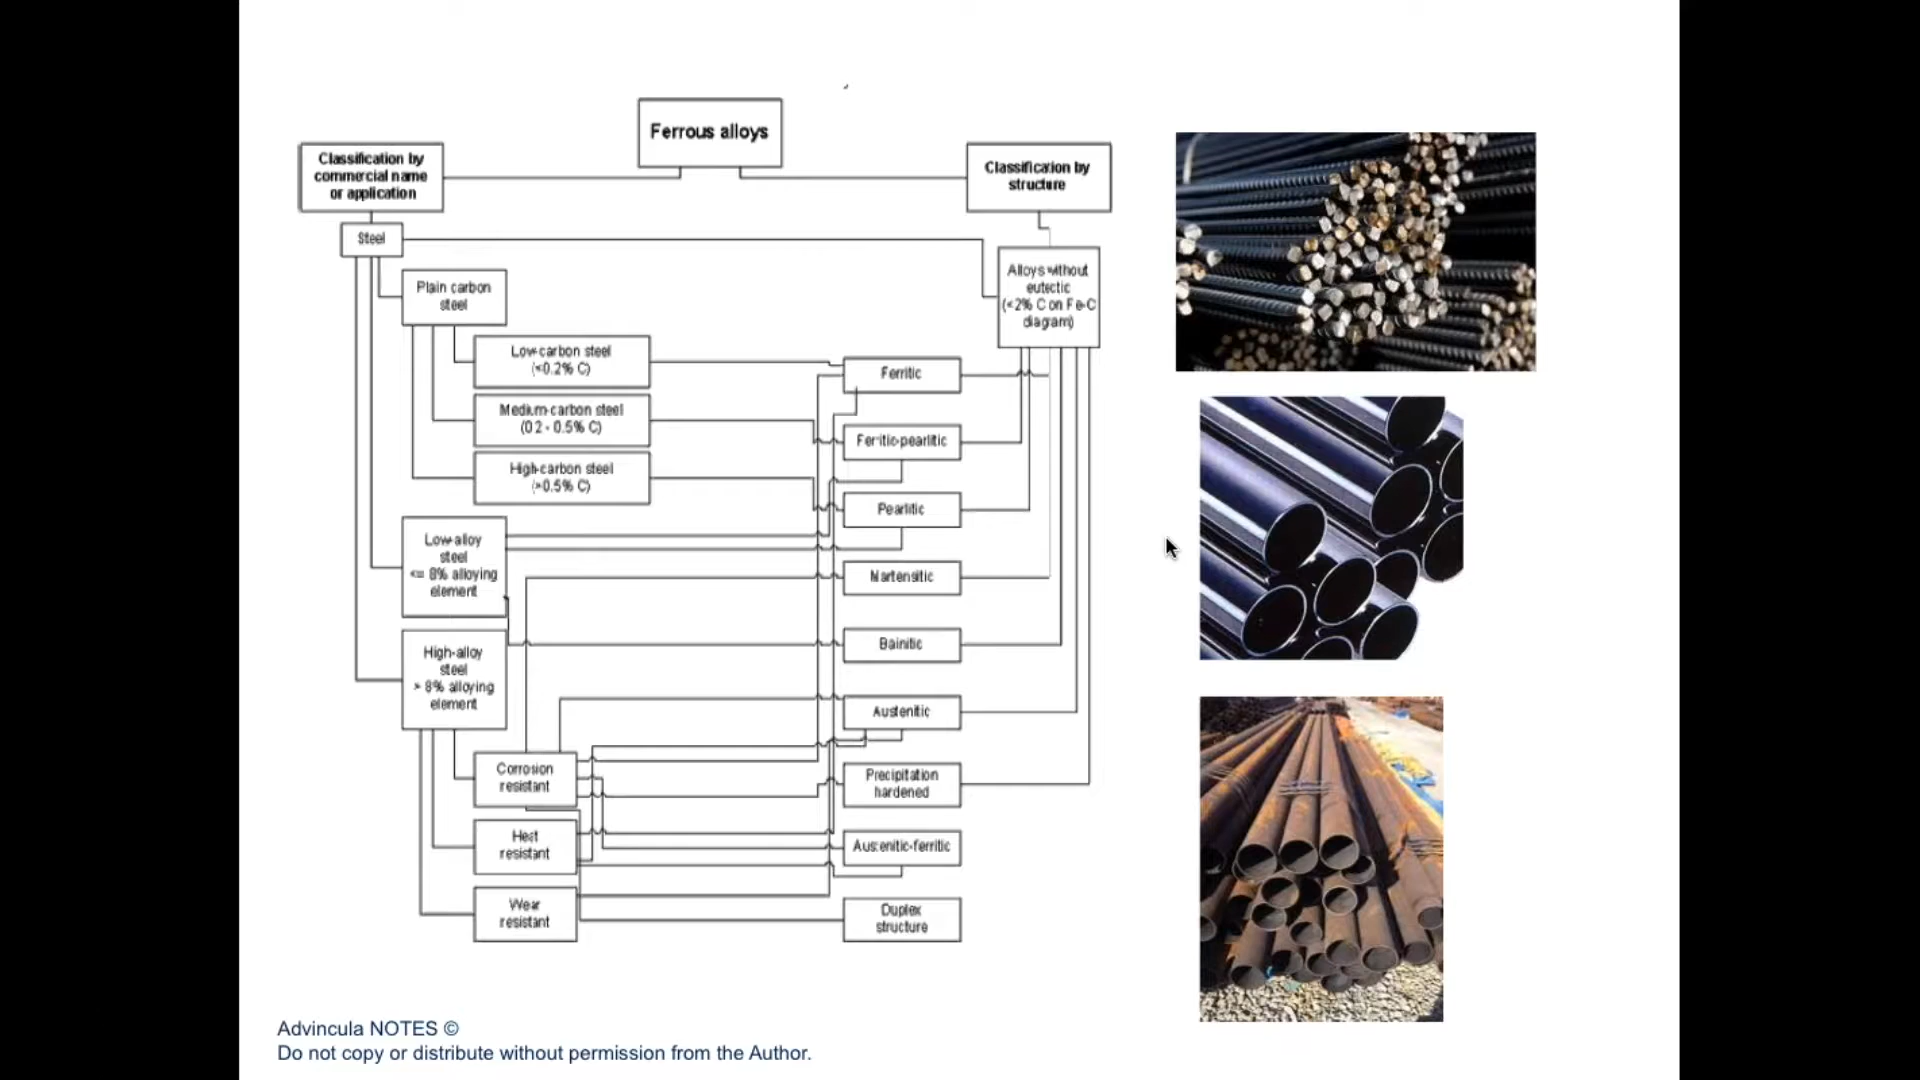 Ferrous alloys
Classification by
commercial name
or application
Classification by
structure
Steel
Alloys without
eutectic
(<2% C on Fe-C
diagram)
Plain carbon
steel
Low-carbon steel
(<0.2% C)
Medium-carbon steel
(0.2 - 0.5% C)
High-carbon steel
(>0.5% C)
Low-alloy
steel
<= 8% alloying
element
High-alloy
steel
> 8% alloying
element
Corrosion
resistant
Heat
resistant
Wear
resistant
Ferritic
Ferritic-pearlitic
Pearlitic
Martensitic
Bainitic
Austenitic
Precipitation
hardened
Austenitic-ferritic
Duplex
structure
Advincula NOTES ©
Do not copy or distribute without permission from the Author.